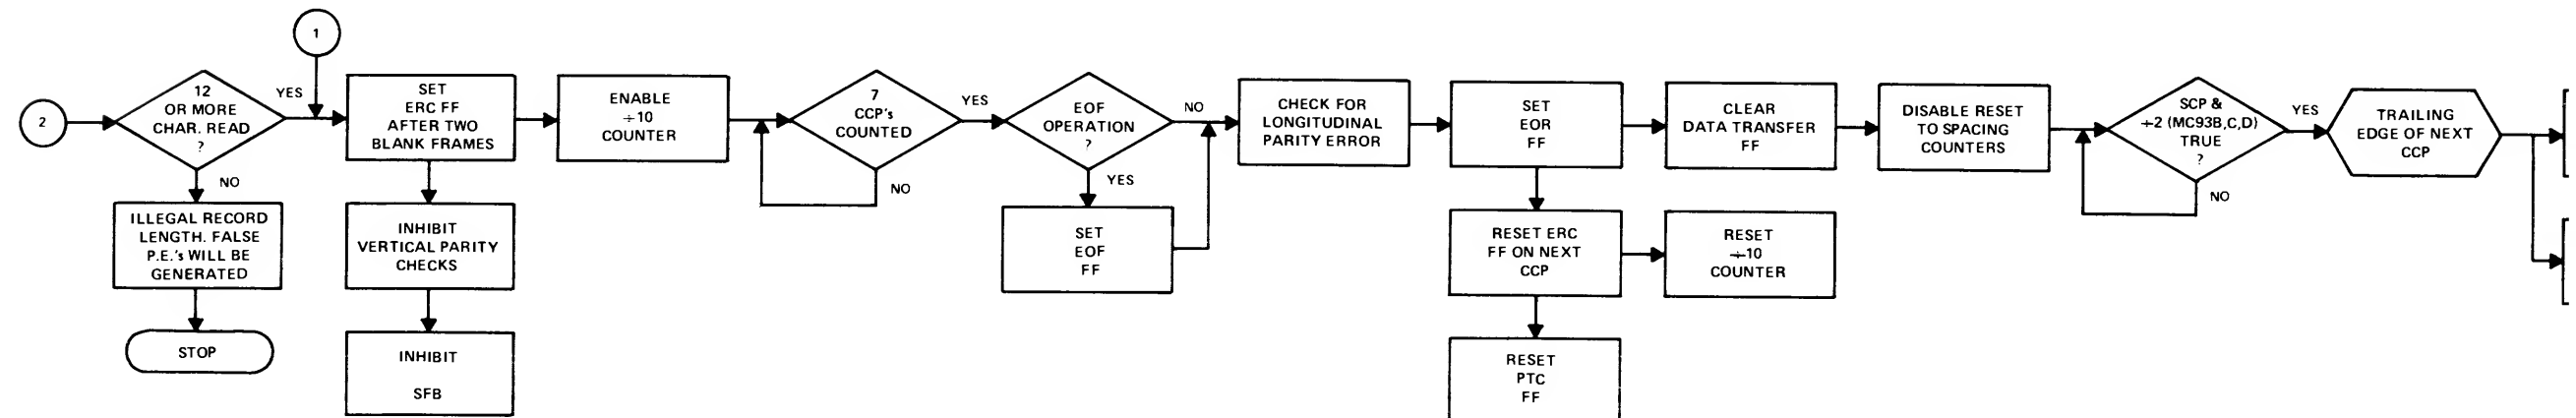 1
2
12
OR MORE
CHAR. READ
?
YES
NO
ILLEGAL RECORD
LENGTH. FALSE
P.E.'s WILL BE
GENERATED
STOP
SET
ERC FF
AFTER TWO
BLANK FRAMES
INHIBIT
VERTICAL PARITY
CHECKS
INHIBIT
SFB
ENABLE
÷10
COUNTER
7
CCP's
COUNTED
YES
NO
EOF
OPERATION
?
NO
YES
SET
EOF
FF
CHECK FOR
LONGITUDINAL
PARITY ERROR
SET
EOR
FF
RESET ERC
FF ON NEXT
CCP
RESET
PTC
FF
RESET
÷10
COUNTER
CLEAR
DATA TRANSFER
FF
DISABLE RESET
TO SPACING
COUNTERS
SCP &
÷2 (MC93B,C,D)
TRUE
?
YES
NO
TRAILING
EDGE OF NEXT
CCP